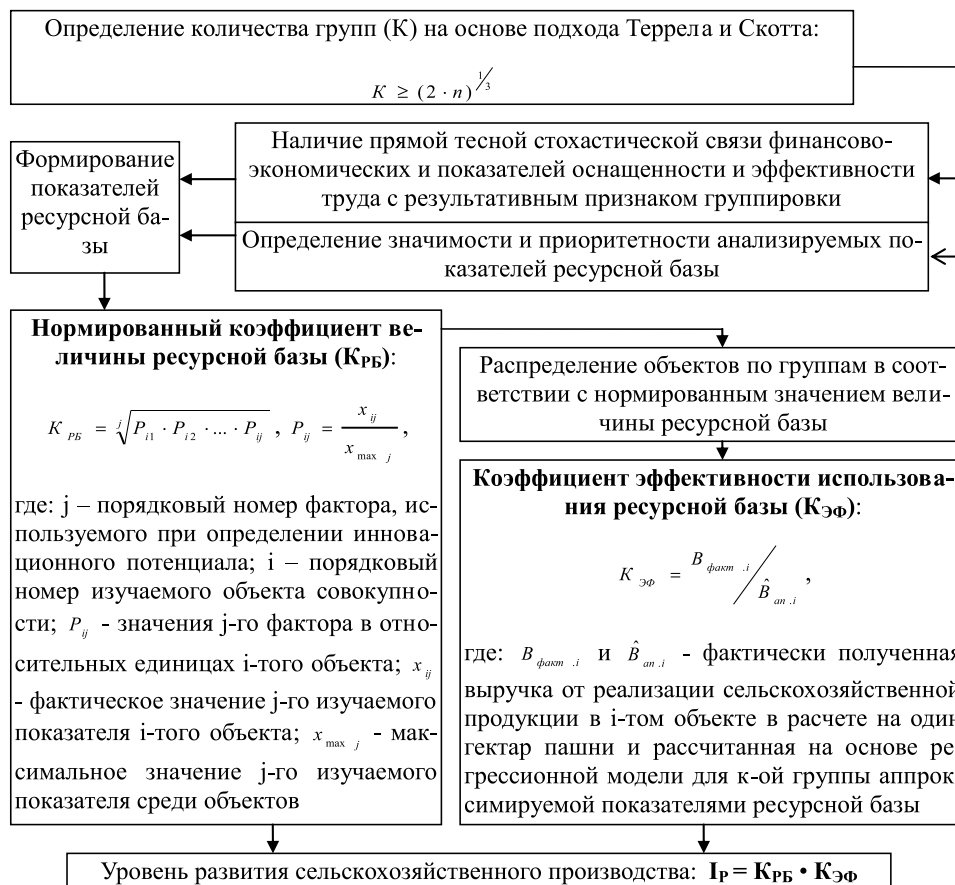 Определение количества групп (К) на основе подхода Террела и Скотта:
K ≥ (2 · n)^1/3
Формирование
показателей
ресурсной ба-
зы
Наличие прямой тесной стохастической связи финансово-
экономических и показателей оснащенности и эффективности
труда с результативным признаком группировки
Определение значимости и приоритетности анализируемых по-
казателей ресурсной базы
Нормированный коэффициент ве-
личины ресурсной базы (К_РБ):
K_РБ = ʲ√(P_i1 · P_i2 · ... · P_ij) , P_ij = x_ij / x_max j ,
где: j – порядковый номер фактора, ис-
пользуемого при определении иннова-
ционного потенциала; i – порядковый
номер изучаемого объекта совокупно-
сти; P_ij - значения j-го фактора в отно-
сительных единицах i-того объекта; x_ij
- фактическое значение j-го изучаемого
показателя i-того объекта; x_max j - мак-
симальное значение j-го изучаемого
показателя среди объектов
Распределение объектов по группам в соот-
ветствии с нормированным значением вели-
чины ресурсной базы
Коэффициент эффективности использова-
ния ресурсной базы (К_ЭФ):
K_ЭФ = B_факт .i / B̂_ап .i ,
где: B_факт .i и B̂_ап .i - фактически полученная
выручка от реализации сельскохозяйственной
продукции в i-том объекте в расчете на один
гектар пашни и рассчитанная на основе ре
грессионной модели для к-ой группы аппрок
симируемой показателями ресурсной базы
Уровень развития сельскохозяйственного производства: I_P = К_РБ • К_ЭФ